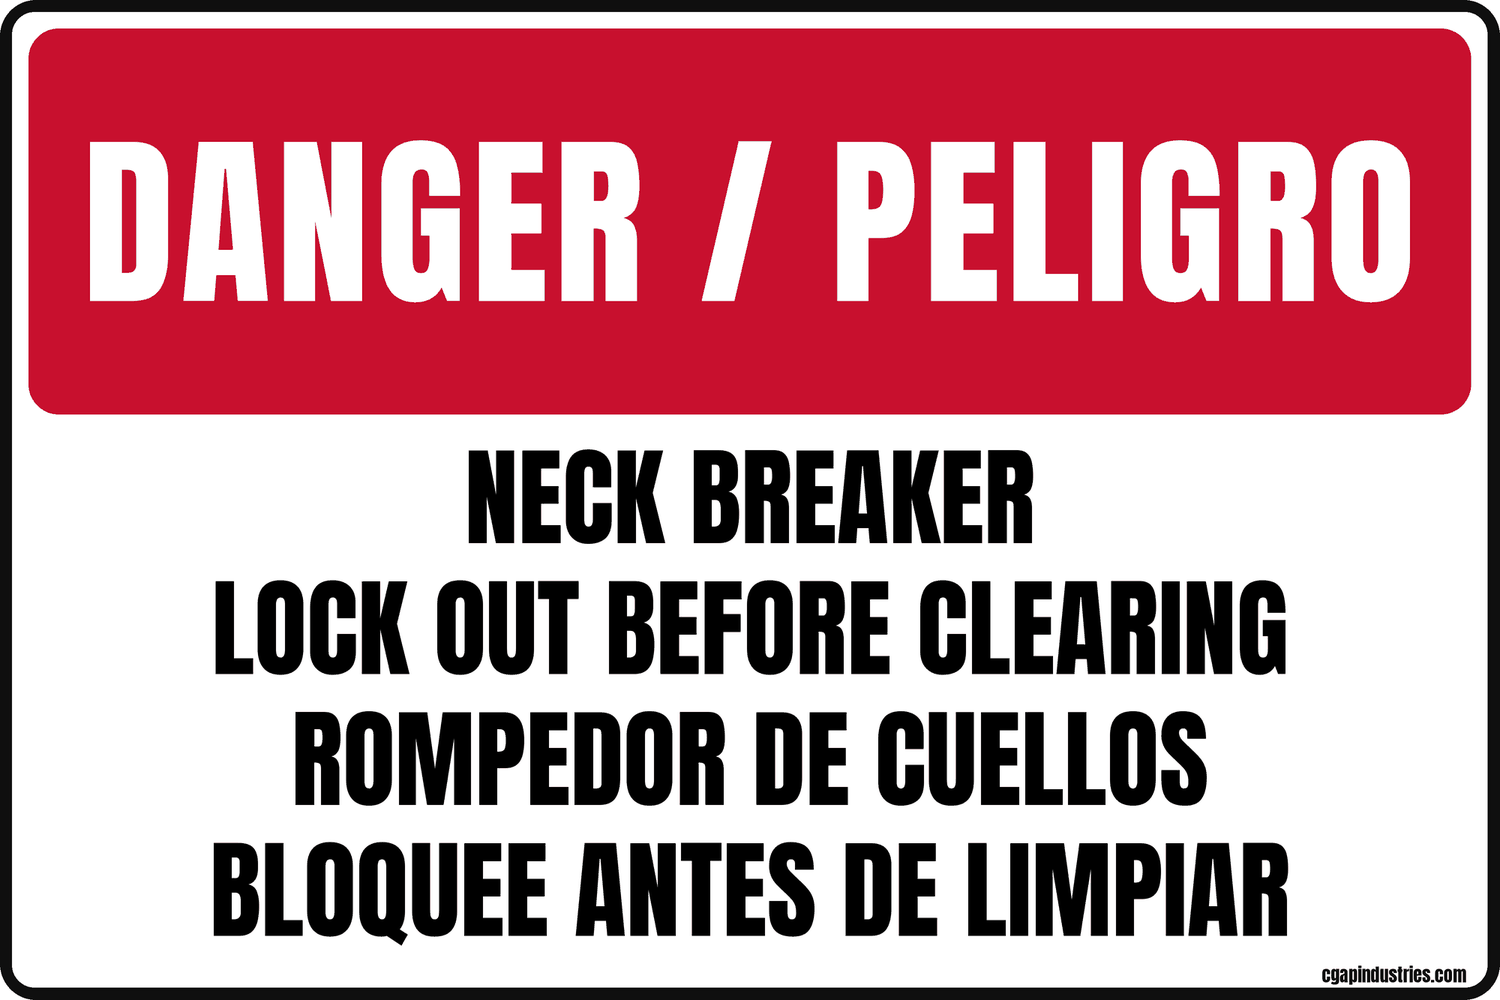 DANGER / PELIGRO
NECK BREAKER
LOCK OUT BEFORE CLEARING
ROMPEDOR DE CUELLOS
BLOQUEE ANTES DE LIMPIAR
cgapindustries.com